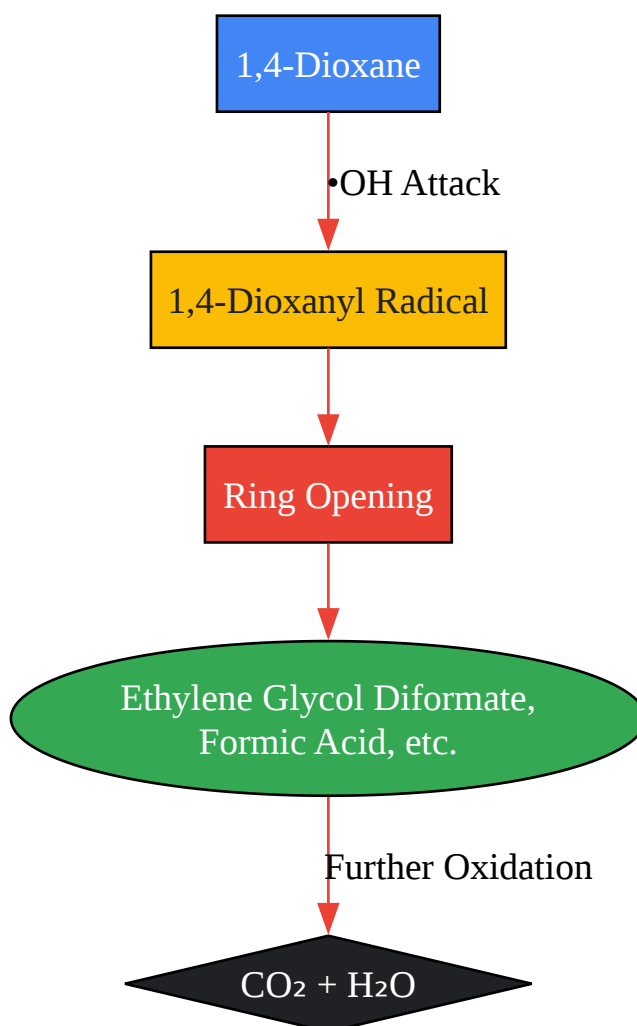 1,4-Dioxane
•OH Attack
1,4-Dioxanyl Radical
Ring Opening
Ethylene Glycol Diformate,
Formic Acid, etc.
Further Oxidation
CO₂ + H₂O